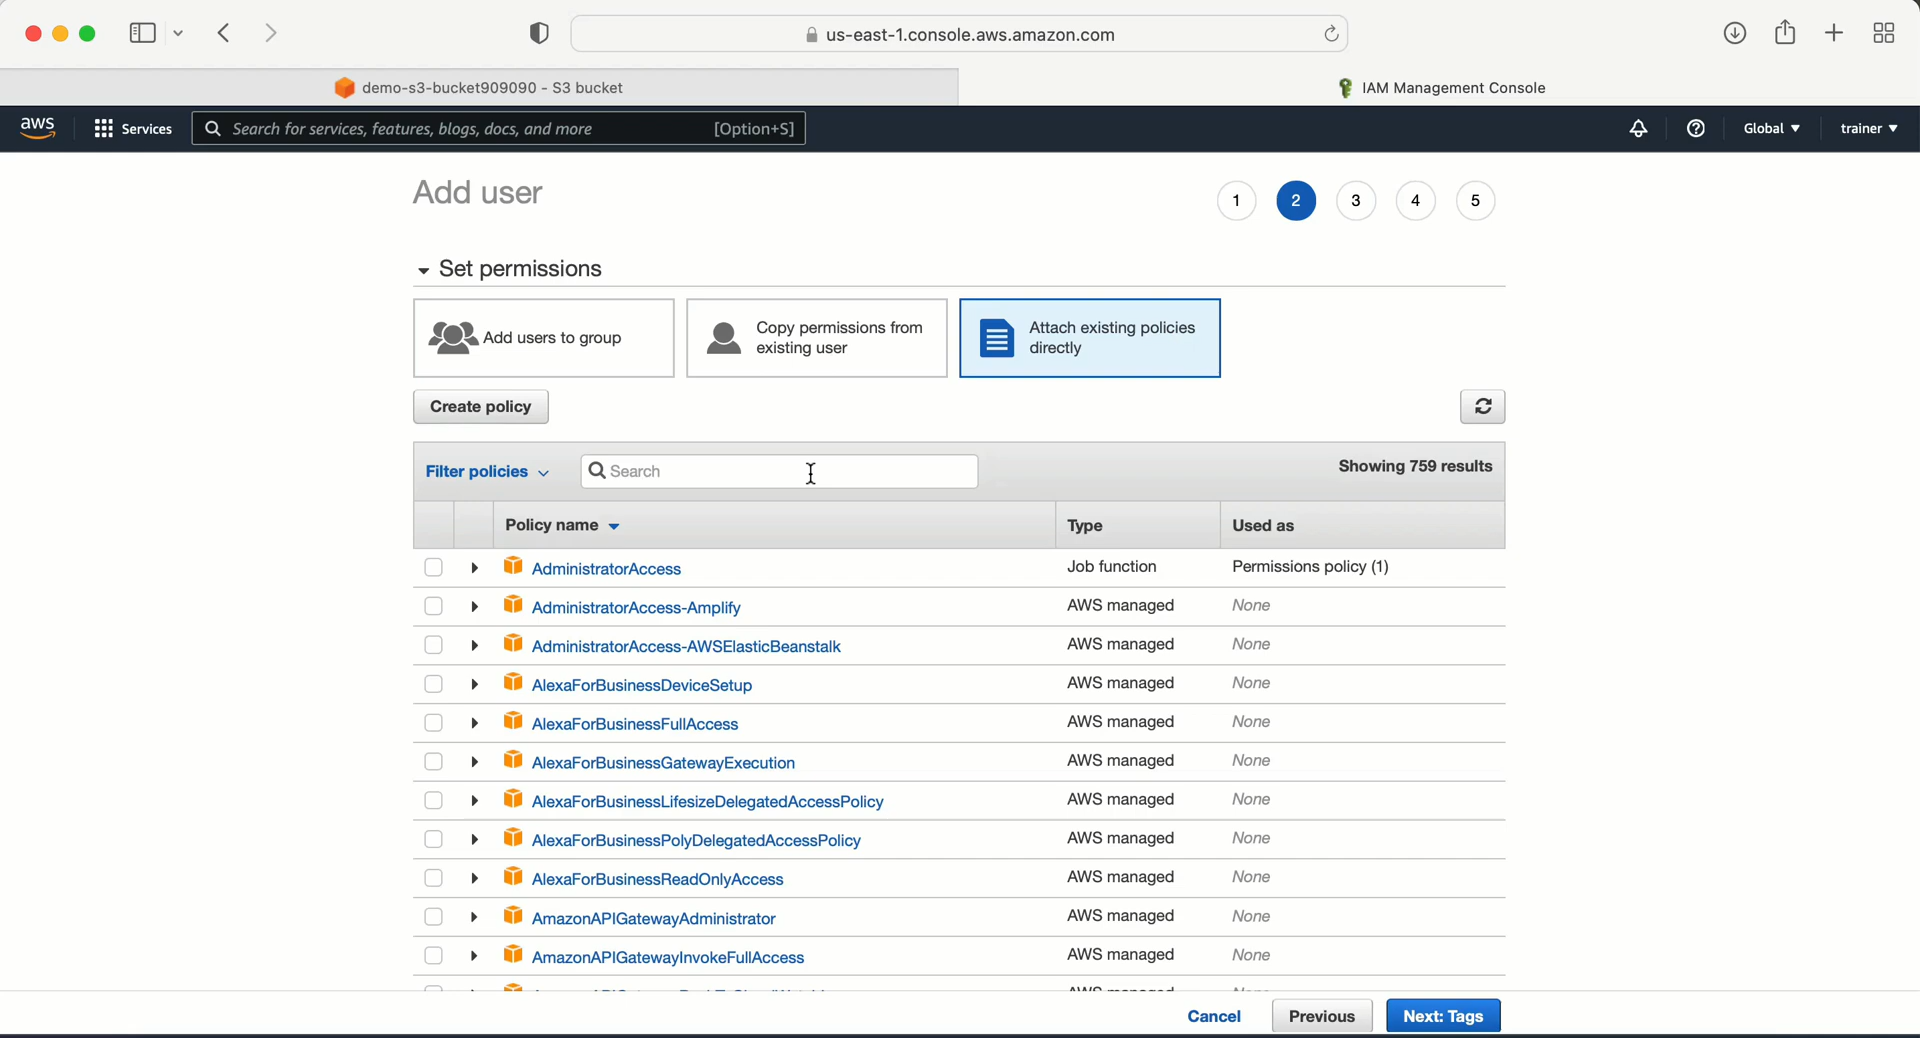 us-east-1.console.aws.amazon.com
demo-s3-bucket909090 - S3 bucket
IAM Management Console
aws
Services
Search for services, features, blogs, docs, and more
[Option+S]
Global
trainer
Add user
1
2
3
4
5
Set permissions
Add users to group
Copy permissions from
existing user
Attach existing policies
directly
Create policy
Filter policies
Search
Showing 759 results
Policy name
Type
Used as
AdministratorAccess
Job function
Permissions policy (1)
AdministratorAccess-Amplify
AWS managed
None
AdministratorAccess-AWSElasticBeanstalk
AWS managed
None
AlexaForBusinessDeviceSetup
AWS managed
None
AlexaForBusinessFullAccess
AWS managed
None
AlexaForBusinessGatewayExecution
AWS managed
None
AlexaForBusinessLifesizeDelegatedAccessPolicy
AWS managed
None
AlexaForBusinessPolyDelegatedAccessPolicy
AWS managed
None
AlexaForBusinessReadOnlyAccess
AWS managed
None
AmazonAPIGatewayAdministrator
AWS managed
None
AmazonAPIGatewayInvokeFullAccess
AWS managed
None
Cancel
Previous
Next: Tags